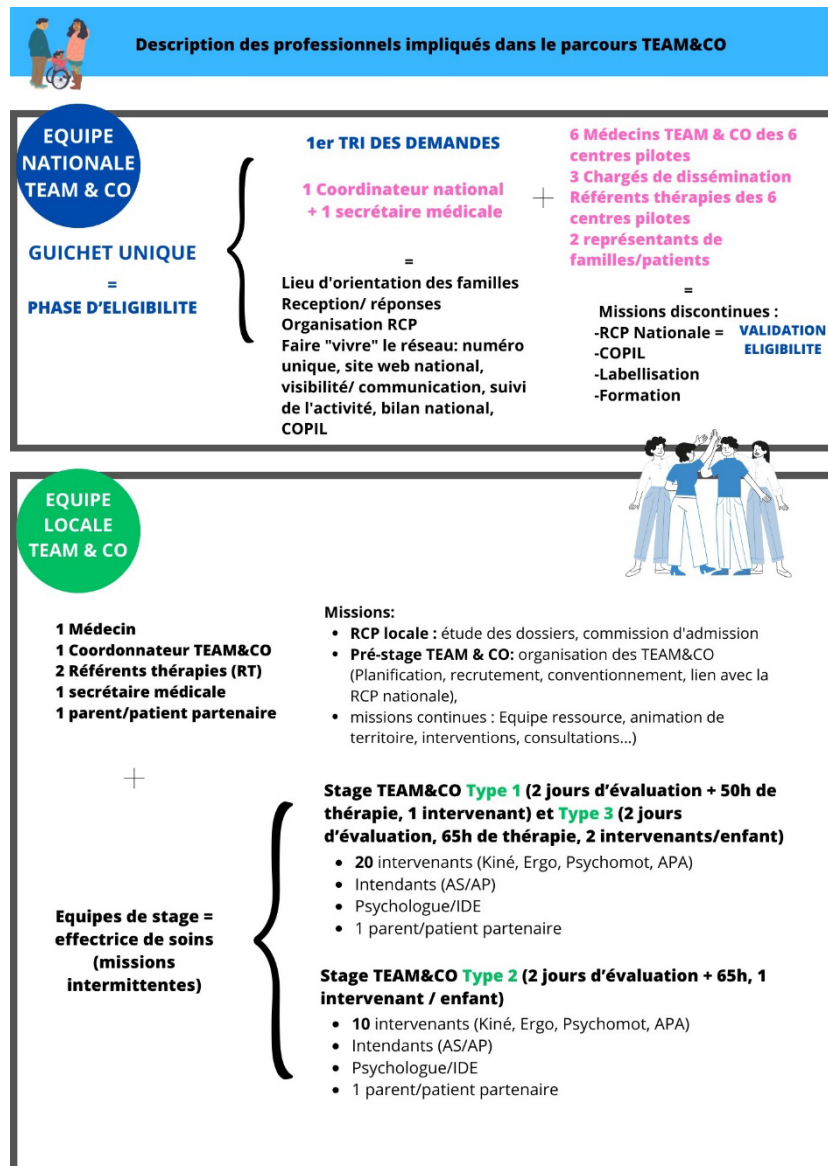 Description des professionnels impliqués dans le parcours TEAM&CO
EQUIPE
NATIONALE
TEAM & CO
GUICHET UNIQUE
=
PHASE D'ELIGIBILITE
1er TRI DES DEMANDES
1 Coordinateur national
+ 1 secrétaire médicale
=
Lieu d'orientation des familles
Reception/ réponses
Organisation RCP
Faire "vivre" le réseau: numéro
unique, site web national,
visibilité/ communication, suivi
de l'activité, bilan national,
COPIL
+
6 Médecins TEAM & CO des 6
centres pilotes
3 Chargés de dissémination
Référents thérapies des 6
centres pilotes
2 représentants de
familles/patients
=
Missions discontinues :
-RCP Nationale = VALIDATION ELIGIBILITE
-COPIL
-Labellisation
-Formation
EQUIPE
LOCALE
TEAM & CO
1 Médecin
1 Coordonnateur TEAM&CO
2 Référents thérapies (RT)
1 secrétaire médicale
1 parent/patient partenaire
Missions:
• RCP locale : étude des dossiers, commission d'admission
• Pré-stage TEAM & CO: organisation des TEAM&CO
(Planification, recrutement, conventionnement, lien avec la
RCP nationale),
• missions continues : Equipe ressource, animation de
territoire, interventions, consultations...)
+
Equipes de stage =
effectrice de soins
(missions
intermittentes)
Stage TEAM&CO Type 1 (2 jours d'évaluation + 50h de
thérapie, 1 intervenant) et Type 3 (2 jours
d'évaluation, 65h de thérapie, 2 intervenants/enfant)
• 20 intervenants (Kiné, Ergo, Psychomot, APA)
• Intendants (AS/AP)
• Psychologue/IDE
• 1 parent/patient partenaire
Stage TEAM&CO Type 2 (2 jours d'évaluation + 65h, 1
intervenant / enfant)
• 10 intervenants (Kiné, Ergo, Psychomot, APA)
• Intendants (AS/AP)
• Psychologue/IDE
• 1 parent/patient partenaire